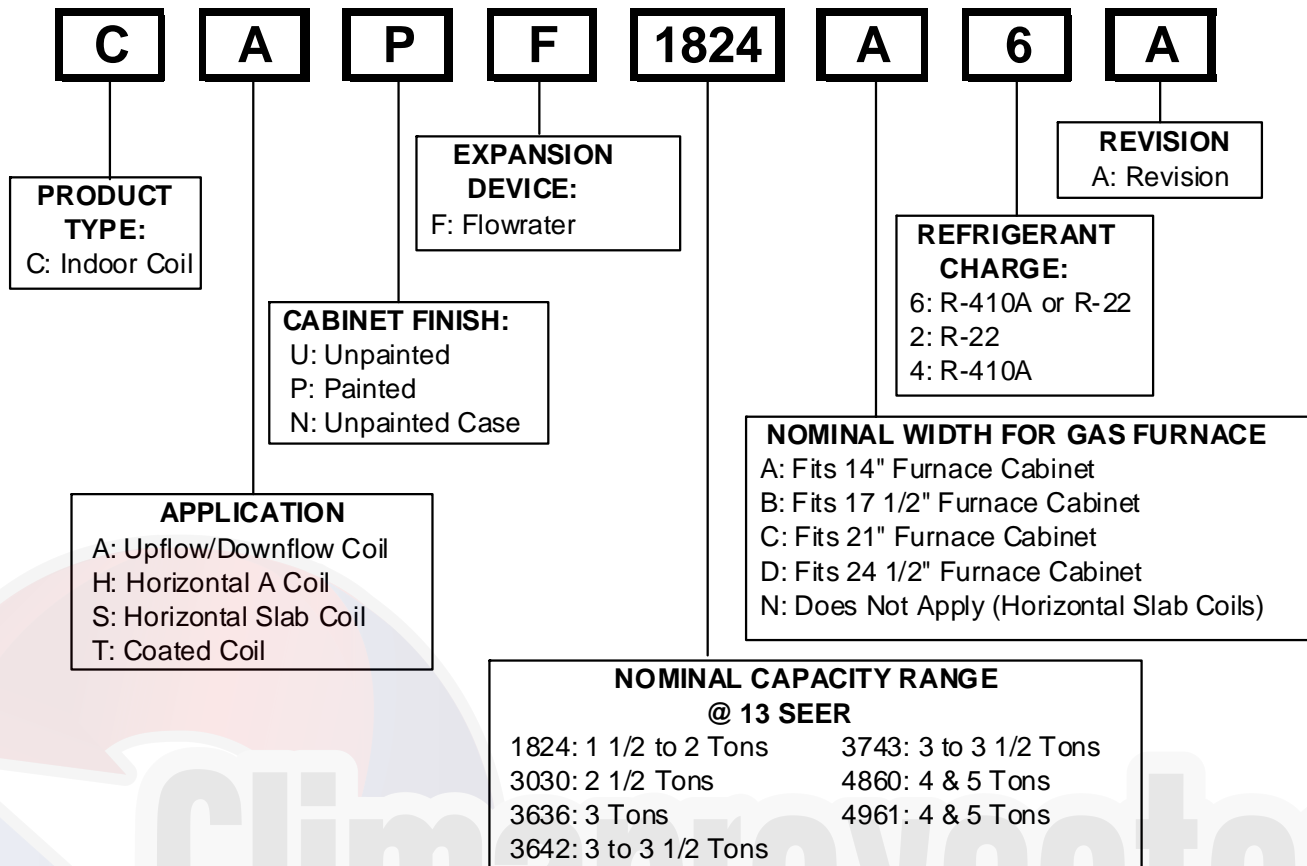 C A P F 1824 A 6 A
PRODUCT
TYPE:
C: Indoor Coil
APPLICATION
A: Upflow/Downflow Coil
H: Horizontal A Coil
S: Horizontal Slab Coil
T: Coated Coil
CABINET FINISH:
U: Unpainted
P: Painted
N: Unpainted Case
EXPANSION
DEVICE:
F: Flowrater
NOMINAL CAPACITY RANGE
@ 13 SEER
1824: 1 1/2 to 2 Tons 3743: 3 to 3 1/2 Tons
3030: 2 1/2 Tons 4860: 4 & 5 Tons
3636: 3 Tons 4961: 4 & 5 Tons
3642: 3 to 3 1/2 Tons
NOMINAL WIDTH FOR GAS FURNACE
A: Fits 14" Furnace Cabinet
B: Fits 17 1/2" Furnace Cabinet
C: Fits 21" Furnace Cabinet
D: Fits 24 1/2" Furnace Cabinet
N: Does Not Apply (Horizontal Slab Coils)
REFRIGERANT
CHARGE:
6: R-410A or R-22
2: R-22
4: R-410A
REVISION
A: Revision